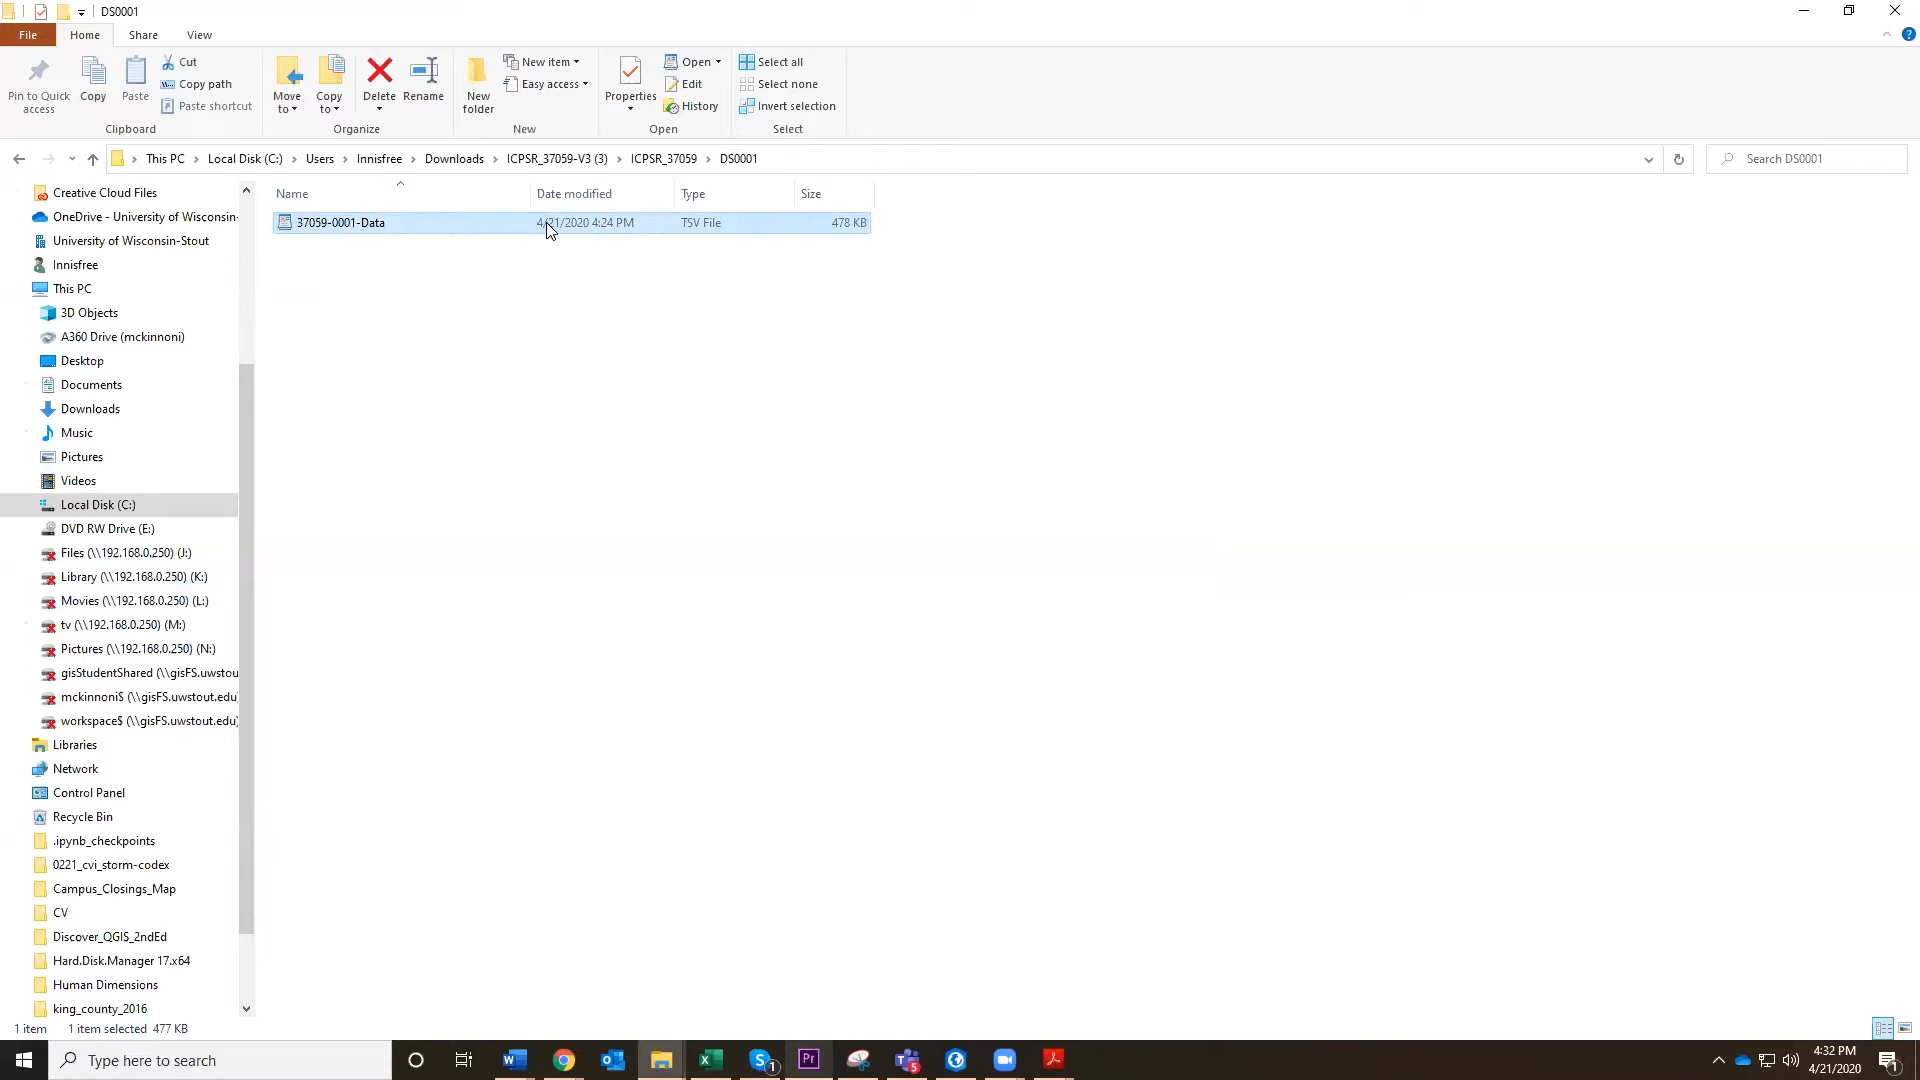 DS0001
File Home Share View
Pin to Quick access
Copy
Paste
Cut
Copy path
Paste shortcut
Clipboard
Move to
Copy to
Delete
Rename
Organize
New folder
New item
Easy access
New
Properties
Open
Edit
History
Open
Select all
Select none
Invert selection
Select
This PC > Local Disk (C:) > Users > Innisfree > Downloads > ICPSR_37059-V3 (3) > ICPSR_37059 > DS0001
Search DS0001
Name Date modified Type Size
37059-0001-Data 4/21/2020 4:24 PM TSV File 478 KB
Creative Cloud Files
OneDrive - University of Wisconsin-
University of Wisconsin-Stout
Innisfree
This PC
3D Objects
A360 Drive (mckinnoni)
Desktop
Documents
Downloads
Music
Pictures
Videos
Local Disk (C:)
DVD RW Drive (E:)
Files (\\192.168.0.250) (J:)
Library (\\192.168.0.250) (K:)
Movies (\\192.168.0.250) (L:)
tv (\\192.168.0.250) (M:)
Pictures (\\192.168.0.250) (N:)
gisStudentShared (\\gisFS.uwstou
mckinnoni$ (\\gisFS.uwstout.edu
workspace$ (\\gisFS.uwstout.edu)
Libraries
Network
Control Panel
Recycle Bin
.ipynb_checkpoints
0221_cvi_storm-codex
Campus_Closings_Map
CV
Discover_QGIS_2ndEd
Hard.Disk.Manager 17.x64
Human Dimensions
king_county_2016
1 item 1 item selected 477 KB
Type here to search
4:32 PM
4/21/2020